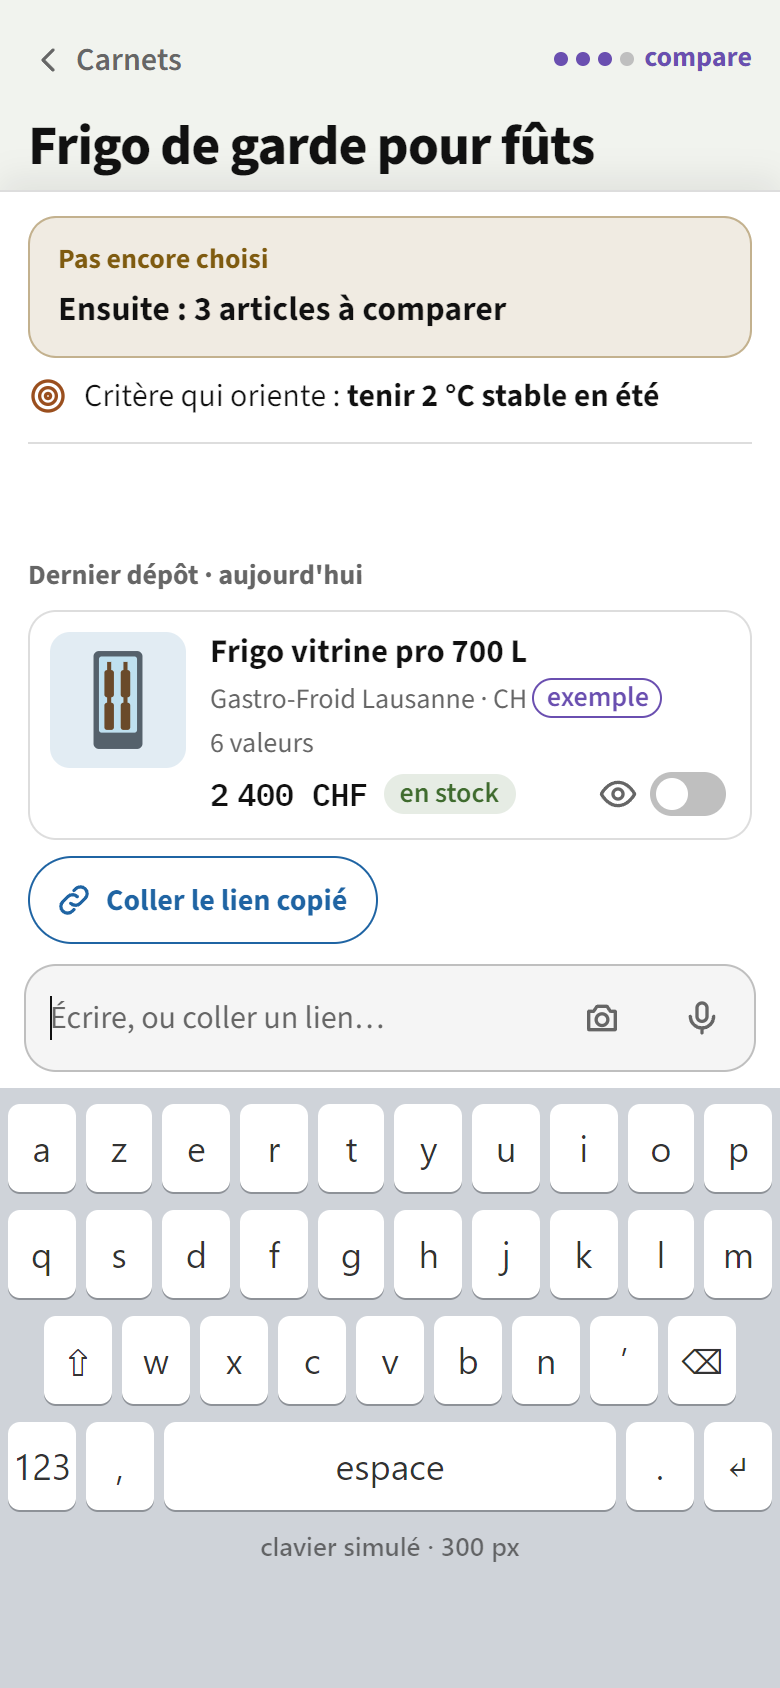 Carnets
compare
Frigo de garde pour fûts
Pas encore choisi
Ensuite : 3 articles à comparer
Critère qui oriente : tenir 2 °C stable en été
Dernier dépôt · aujourd'hui
Frigo vitrine pro 700 L
Gastro-Froid Lausanne · CH exemple
6 valeurs
2 400 CHF en stock
Coller le lien copié
Écrire, ou coller un lien…
a z e r t y u i o p
q s d f g h j k l m
⇧ w x c v b n ’ ⌫
123 , espace . ↵
clavier simulé · 300 px